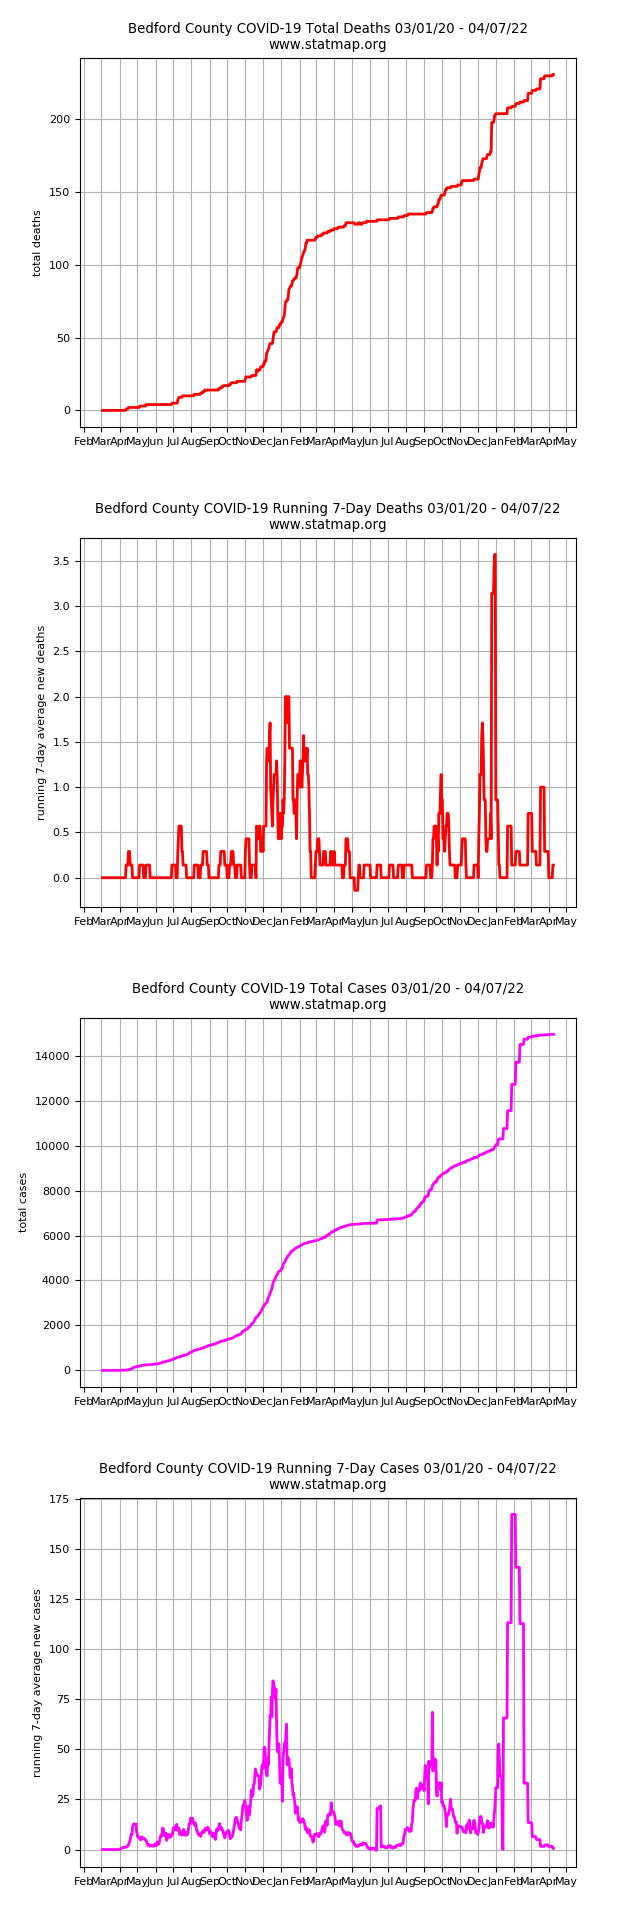 Bedford County COVID-19 Total Deaths 03/01/20 - 04/07/22
www.statmap.org
total deaths
200
150
100
50
0
Feb Mar Apr May Jun Jul Aug Sep Oct Nov Dec Jan Feb Mar Apr May Jun Jul Aug Sep Oct Nov Dec Jan Feb Mar Apr May
Bedford County COVID-19 Running 7-Day Deaths 03/01/20 - 04/07/22
www.statmap.org
running 7-day average new deaths
3.5
3.0
2.5
2.0
1.5
1.0
0.5
0.0
Feb Mar Apr May Jun Jul Aug Sep Oct Nov Dec Jan Feb Mar Apr May Jun Jul Aug Sep Oct Nov Dec Jan Feb Mar Apr May
Bedford County COVID-19 Total Cases 03/01/20 - 04/07/22
www.statmap.org
total cases
14000
12000
10000
8000
6000
4000
2000
0
Feb Mar Apr May Jun Jul Aug Sep Oct Nov Dec Jan Feb Mar Apr May Jun Jul Aug Sep Oct Nov Dec Jan Feb Mar Apr May
Bedford County COVID-19 Running 7-Day Cases 03/01/20 - 04/07/22
www.statmap.org
running 7-day average new cases
175
150
125
100
75
50
25
0
Feb Mar Apr May Jun Jul Aug Sep Oct Nov Dec Jan Feb Mar Apr May Jun Jul Aug Sep Oct Nov Dec Jan Feb Mar Apr May